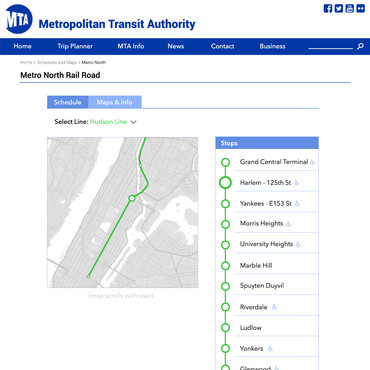 MTA
Metropolitan Transit Authority
Home Trip Planner MTA Info News Contact Business
Home > Schedules and Maps > Metro North
Metro North Rail Road
Schedule Maps & Info
Select Line: Hudson Line
Stops
Grand Central Terminal
Harlem - 125th St
Yankees - E153 St
Morris Heights
University Heights
Marble Hill
Spuyten Duyvil
Riverdale
Ludlow
Yonkers
Glenwood
(map scrolls with user)